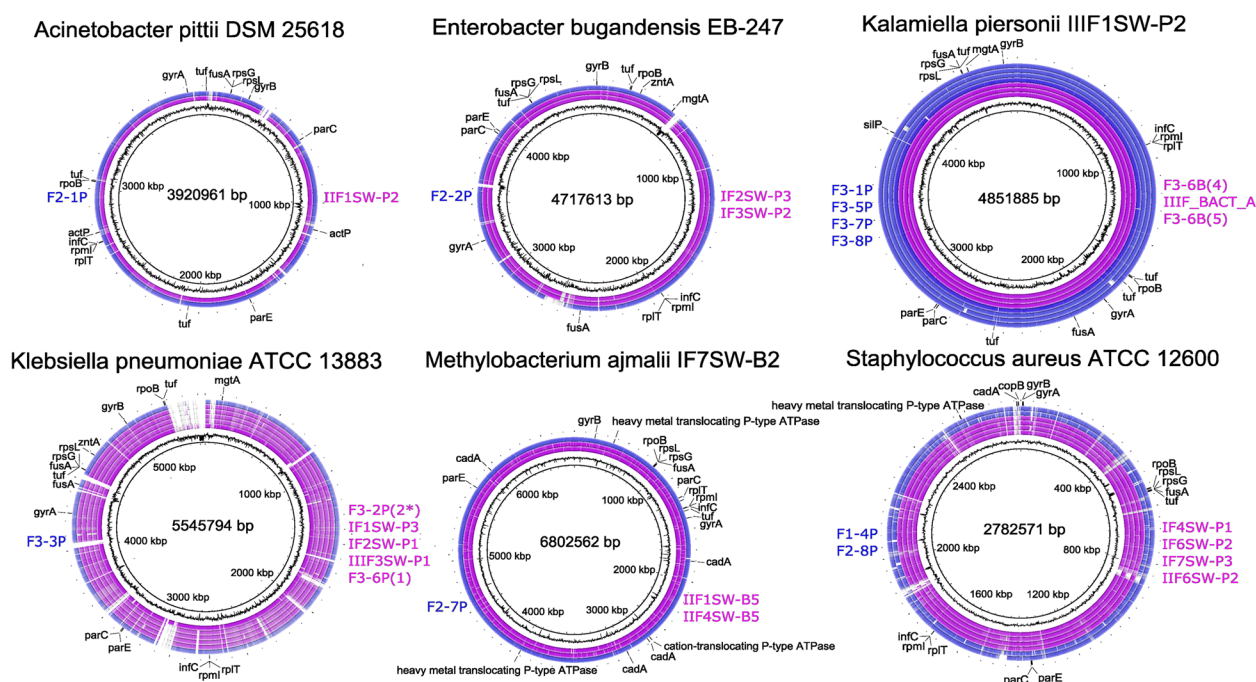 Acinetobacter pittii DSM 25618
gyrA
tuf
fusA
rpsG
rpsL
gyrB
parC
tuf
rpoB
F2-1P
3000 kbp
3920961 bp
1000 kbp
IIF1SW-P2
actP
infC
rpmI
rplT
actP
2000 kbp
tuf
parE
Enterobacter bugandensis EB-247
gyrB
tuf
rpoB
zntA
mgtA
rpsL
rpsG
fusA
tuf
parE
parC
4000 kbp
1000 kbp
F2-2P
4717613 bp
IF2SW-P3
IF3SW-P2
gyrA
3000 kbp
2000 kbp
infC
rpmI
rplT
fusA
Kalamiella piersonii IIIF1SW-P2
fusA
tuf
mgtA
gyrB
rpsG
rpsL
silP
infC
rpmI
rplT
4000 kbp
1000 kbp
F3-1P
F3-5P
F3-7P
F3-8P
4851885 bp
F3-6B(4)
IIIF_BACT_A
F3-6B(5)
3000 kbp
2000 kbp
tuf
rpoB
tuf
gyrA
parE
parC
fusA
tuf
Klebsiella pneumoniae ATCC 13883
rpoB
tuf
mgtA
gyrB
zntA
rpsL
rpsG
fusA
tuf
fusA
gyrA
5000 kbp
1000 kbp
F3-3P
5545794 bp
4000 kbp
2000 kbp
3000 kbp
F3-2P(2*)
IF1SW-P3
IF2SW-P1
IIIF3SW-P1
F3-6P(1)
parC
parE
infC
rpmI
rplT
Methylobacterium ajmalii IF7SW-B2
gyrB
heavy metal translocating P-type ATPase
rpoB
rpsL
rpsG
fusA
parC
rplT
rpmI
infC
tuf
gyrA
cadA
parE
6000 kbp
1000 kbp
6802562 bp
5000 kbp
2000 kbp
cadA
4000 kbp
3000 kbp
F2-7P
IIF1SW-B5
IIF4SW-B5
cation-translocating P-type ATPase
cadA
cadA
heavy metal translocating P-type ATPase
Staphylococcus aureus ATCC 12600
cadA
copB
gyrB
gyrA
heavy metal translocating P-type ATPase
rpoB
rpsL
rpsG
fusA
tuf
2400 kbp
400 kbp
F1-4P
F2-8P
2782571 bp
2000 kbp
800 kbp
1600 kbp
1200 kbp
IF4SW-P1
IF6SW-P2
IF7SW-P3
IIF6SW-P2
infC
rpmI
rplT
parC
parE